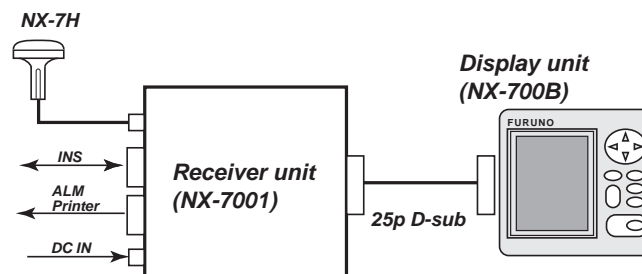 NX-7H
Display unit
(NX-700B)
FURUNO
INS
Receiver unit
(NX-7001)
ALM
Printer
25p D-sub
DC IN